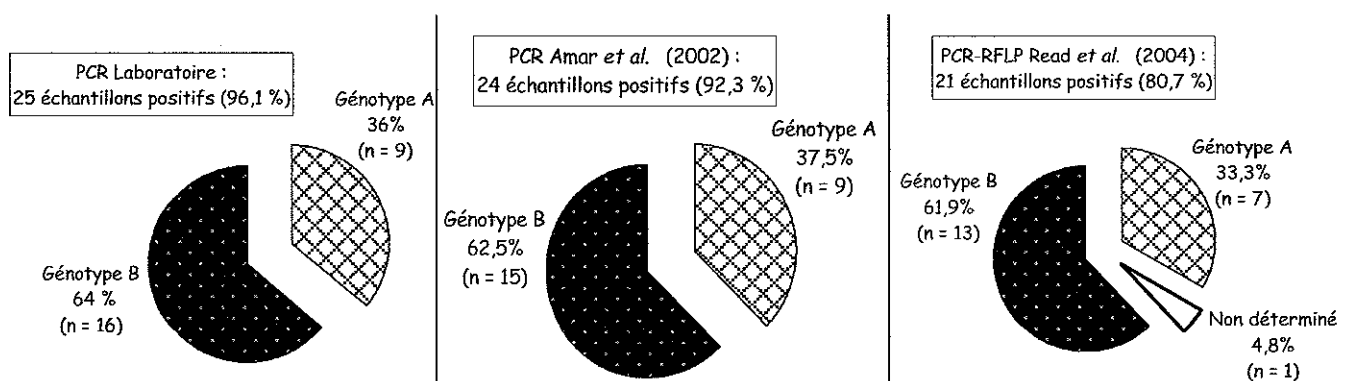 PCR Laboratoire :
25 échantillons positifs (96,1 %)
Génotype A
36%
(n = 9)
Génotype B
64 %
(n = 16)
PCR Amar et al. (2002) :
24 échantillons positifs (92,3 %)
Génotype A
37,5%
(n = 9)
Génotype B
62,5%
(n = 15)
PCR-RFLP Read et al. (2004) :
21 échantillons positifs (80,7 %)
Génotype A
33,3%
(n = 7)
Génotype B
61,9%
(n = 13)
Non déterminé
4,8%
(n = 1)